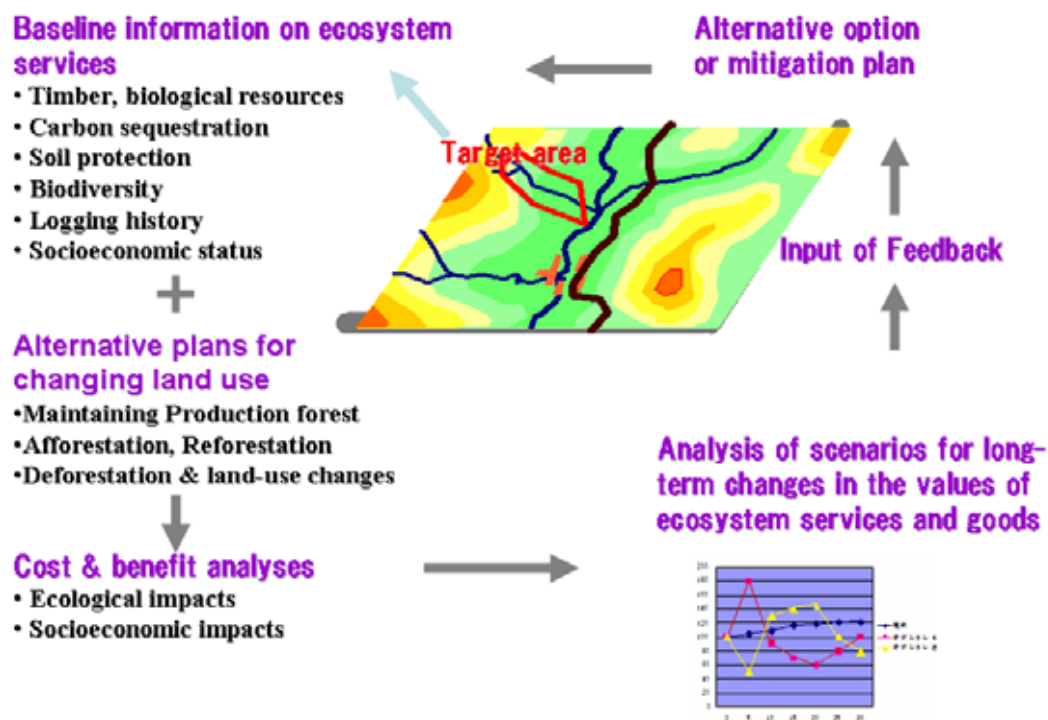 Baseline information on ecosystem
services
• Timber, biological resources
• Carbon sequestration
• Soil protection
• Biodiversity
• Logging history
• Socioeconomic status
+
Alternative plans for
changing land use
•Maintaining Production forest
•Afforestation, Reforestation
•Deforestation & land-use changes
Cost & benefit analyses
• Ecological impacts
• Socioeconomic impacts
Target area
Alternative option
or mitigation plan
Input of Feedback
Analysis of scenarios for long-
term changes in the values of
ecosystem services and goods